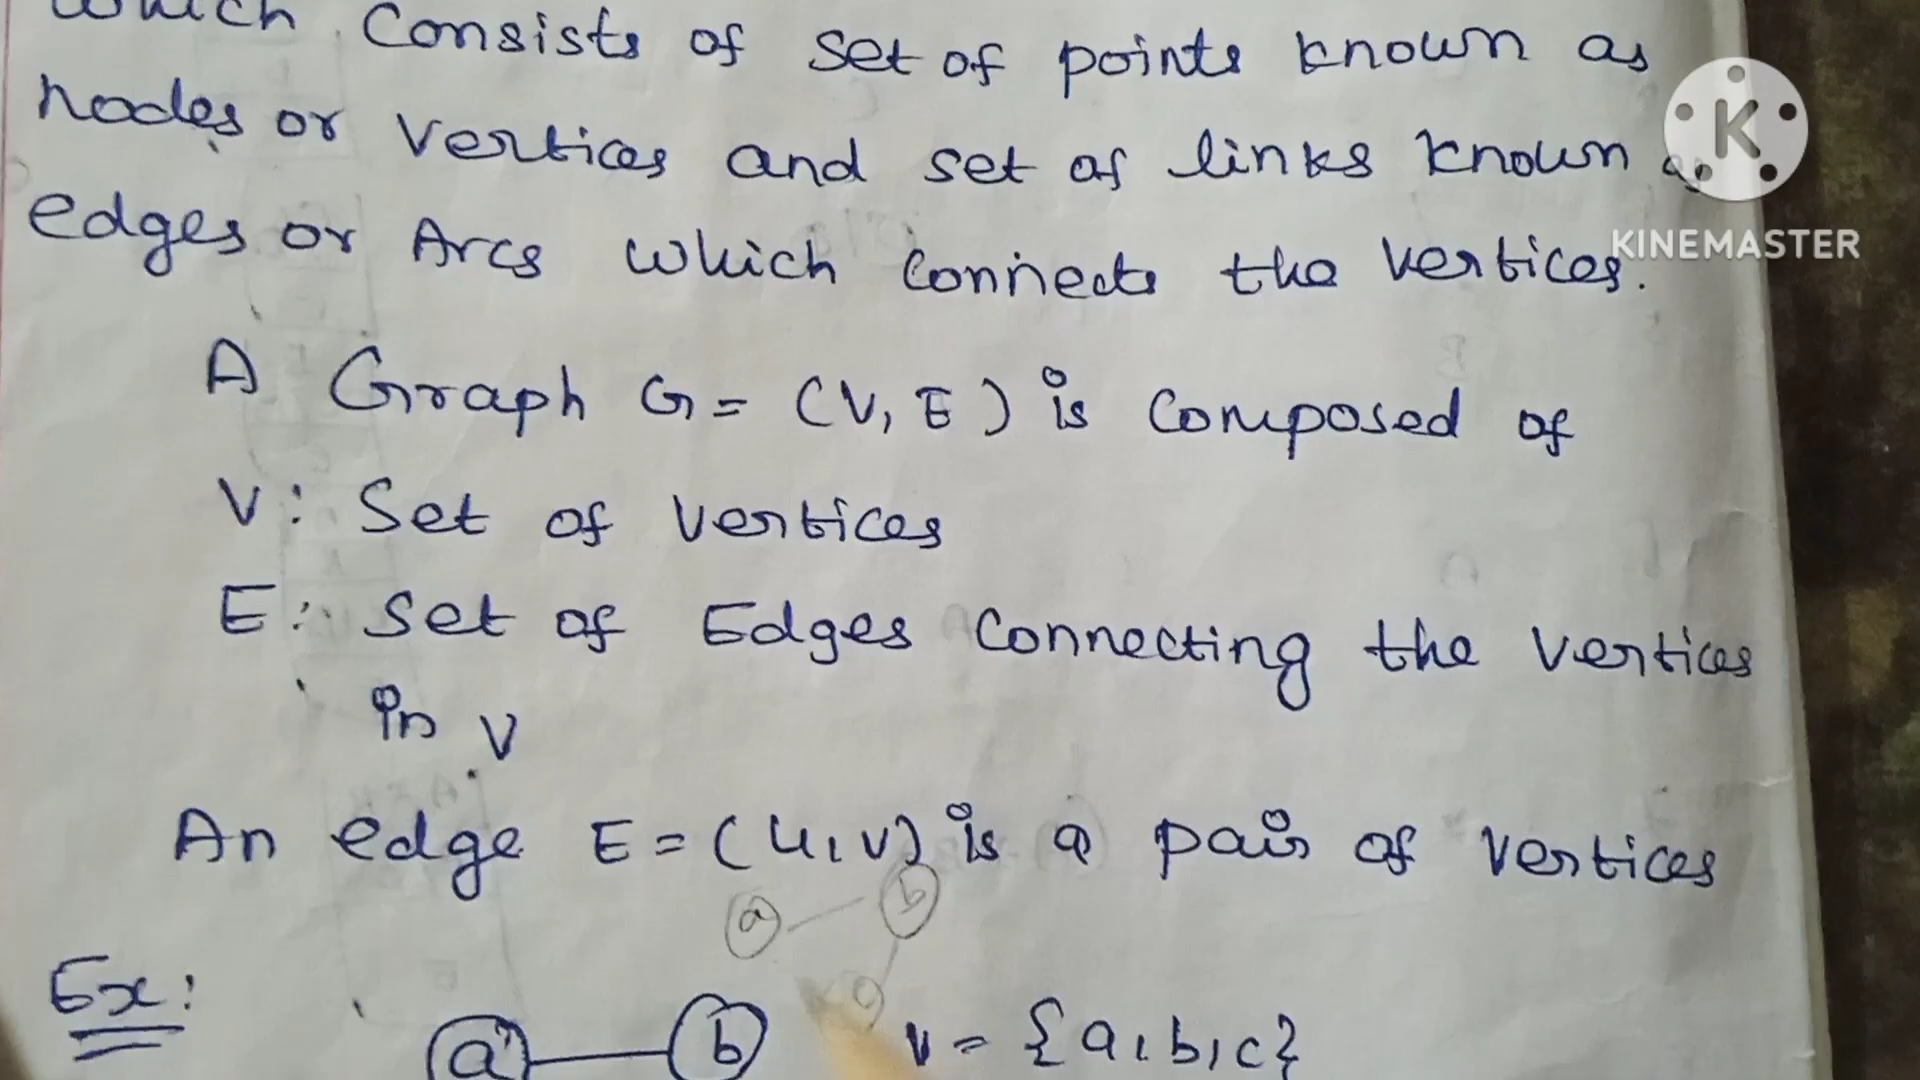 which consists of set of points known as
nodes or vertices and set of links known as
edges or Arcs which connects the vertices.
A Graph G = (V, E) is composed of
V: Set of vertices
E: Set of Edges connecting the vertices
in V
An edge E = (u, v) is a pair of vertices
a b
Ex:
a b V = {a, b, c}
K
KINEMASTER